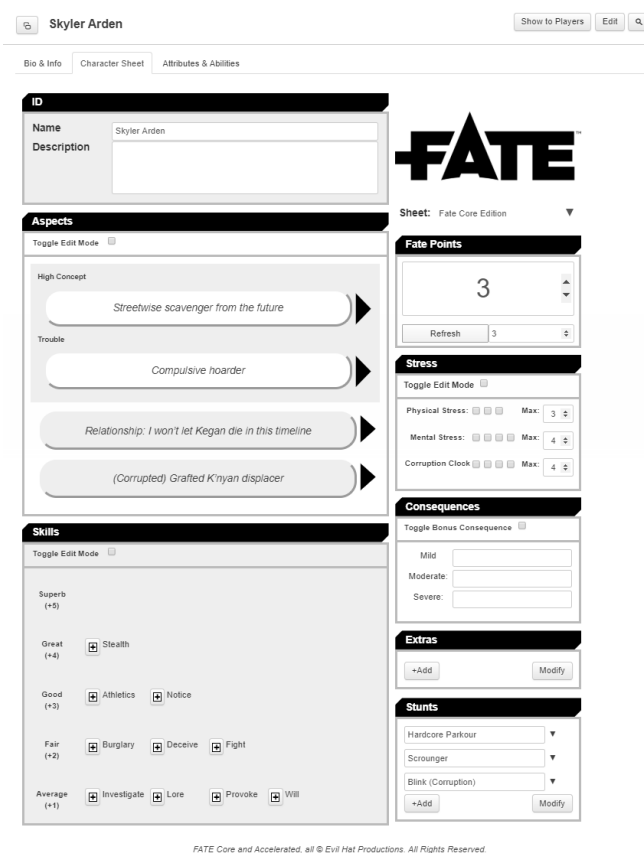 Skyler Arden
Show to Players Edit
Bio & Info Character Sheet Attributes & Abilities
ID
Name Skyler Arden
Description
Aspects
Toggle Edit Mode
High Concept
Streetwise scavenger from the future
Trouble
Compulsive hoarder
Relationship: I won't let Kegan die in this timeline
(Corrupted) Grafted K'nyan displacer
Skills
Toggle Edit Mode
Superb
(+5)
Great
(+4)
Stealth
Good
(+3)
Athletics Notice
Fair
(+2)
Burglary Deceive Fight
Average
(+1)
Investigate Lore Provoke Will
FATE™
Sheet: Fate Core Edition
Fate Points
3
Refresh 3
Stress
Toggle Edit Mode
Physical Stress: Max: 3
Mental Stress: Max: 4
Corruption Clock Max: 4
Consequences
Toggle Bonus Consequence
Mild
Moderate:
Severe:
Extras
+Add Modify
Stunts
Hardcore Parkour
Scrounger
Blink (Corruption)
+Add Modify
FATE Core and Accelerated, all © Evil Hat Productions. All Rights Reserved.